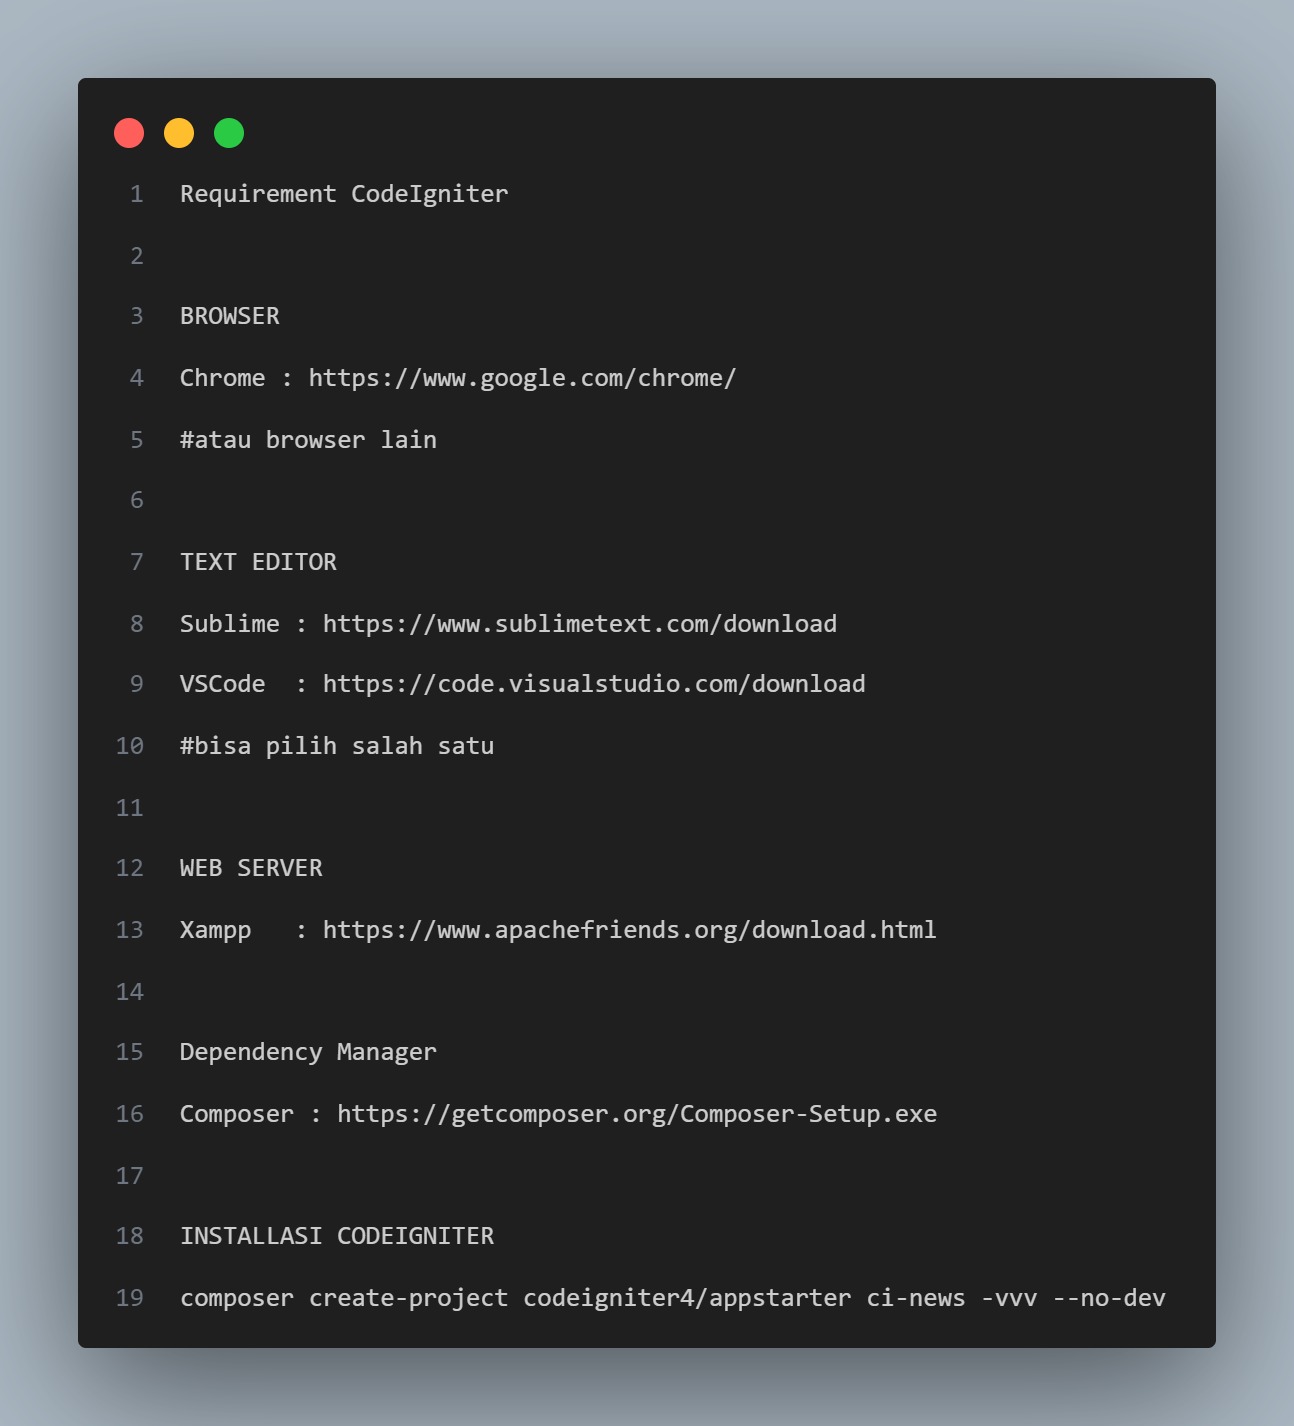 1 Requirement CodeIgniter
2
3 BROWSER
4 Chrome : https://www.google.com/chrome/
5 #atau browser lain
6
7 TEXT EDITOR
8 Sublime : https://www.sublimetext.com/download
9 VSCode  : https://code.visualstudio.com/download
10 #bisa pilih salah satu
11
12 WEB SERVER
13 Xampp   : https://www.apachefriends.org/download.html
14
15 Dependency Manager
16 Composer : https://getcomposer.org/Composer-Setup.exe
17
18 INSTALLASI CODEIGNITER
19 composer create-project codeigniter4/appstarter ci-news -vvv --no-dev